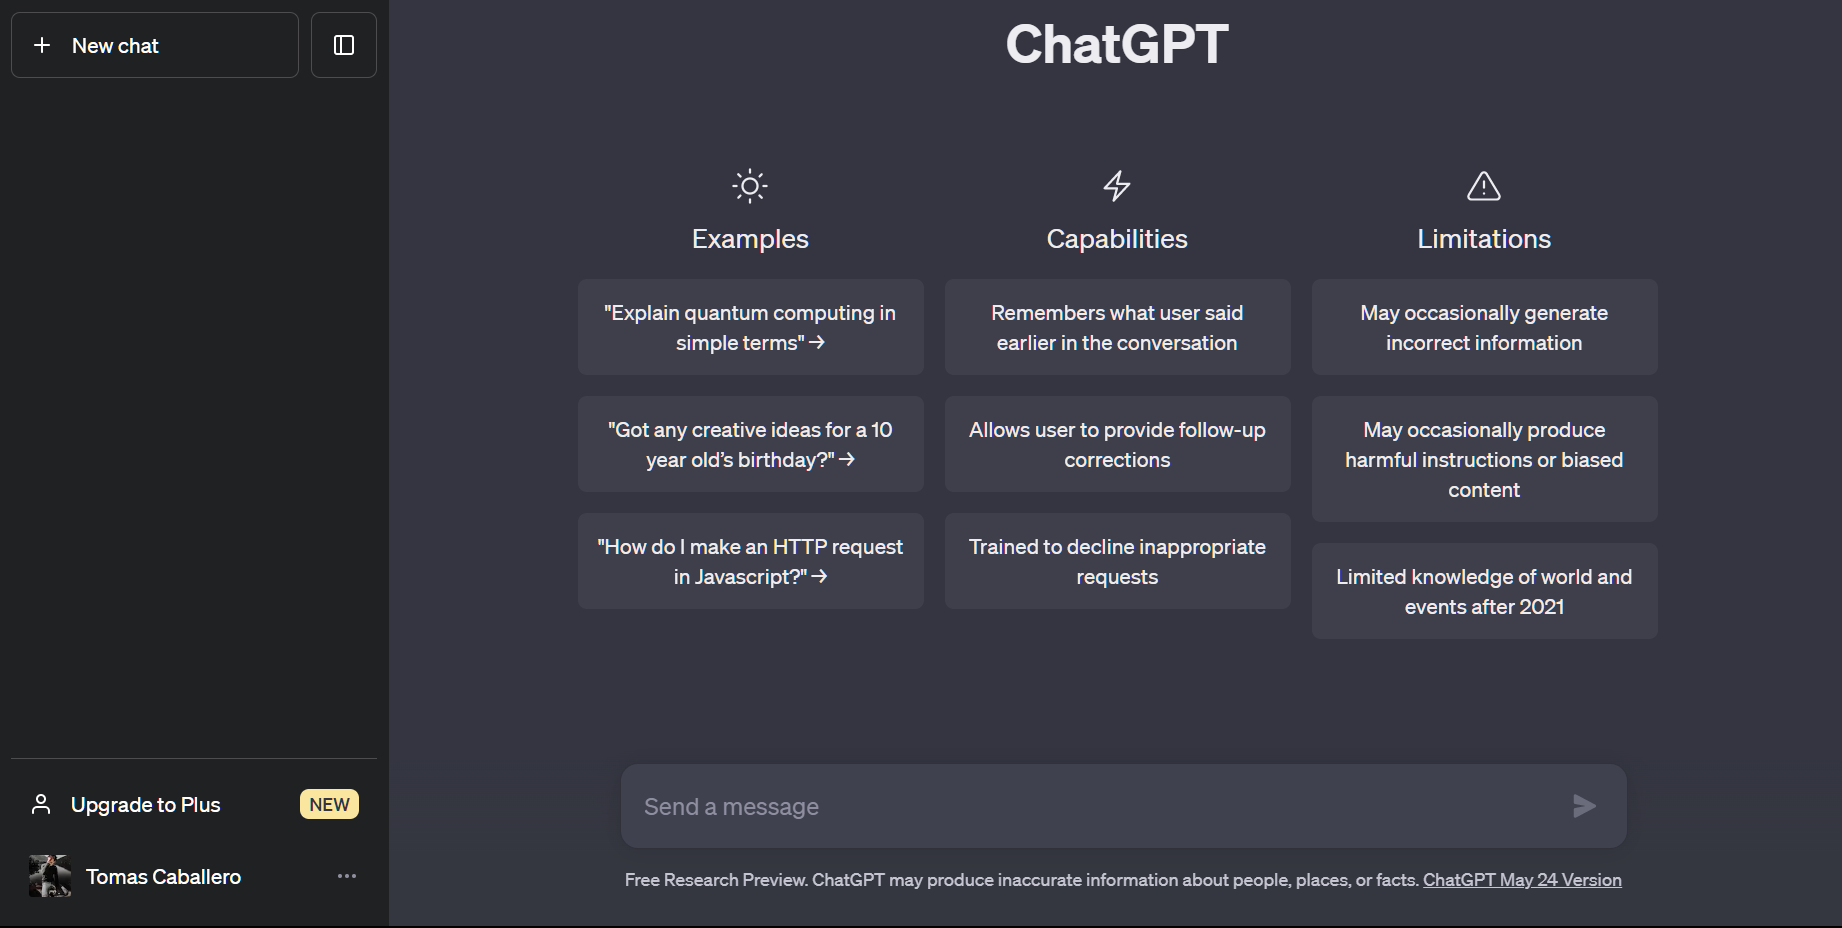 New chat
ChatGPT
Examples
"Explain quantum computing in
simple terms" →
"Got any creative ideas for a 10
year old’s birthday?" →
"How do I make an HTTP request
in Javascript?" →
Capabilities
Remembers what user said
earlier in the conversation
Allows user to provide follow-up
corrections
Trained to decline inappropriate
requests
Limitations
May occasionally generate
incorrect information
May occasionally produce
harmful instructions or biased
content
Limited knowledge of world and
events after 2021
Upgrade to Plus NEW
Tomas Caballero
Send a message
Free Research Preview. ChatGPT may produce inaccurate information about people, places, or facts. ChatGPT May 24 Version